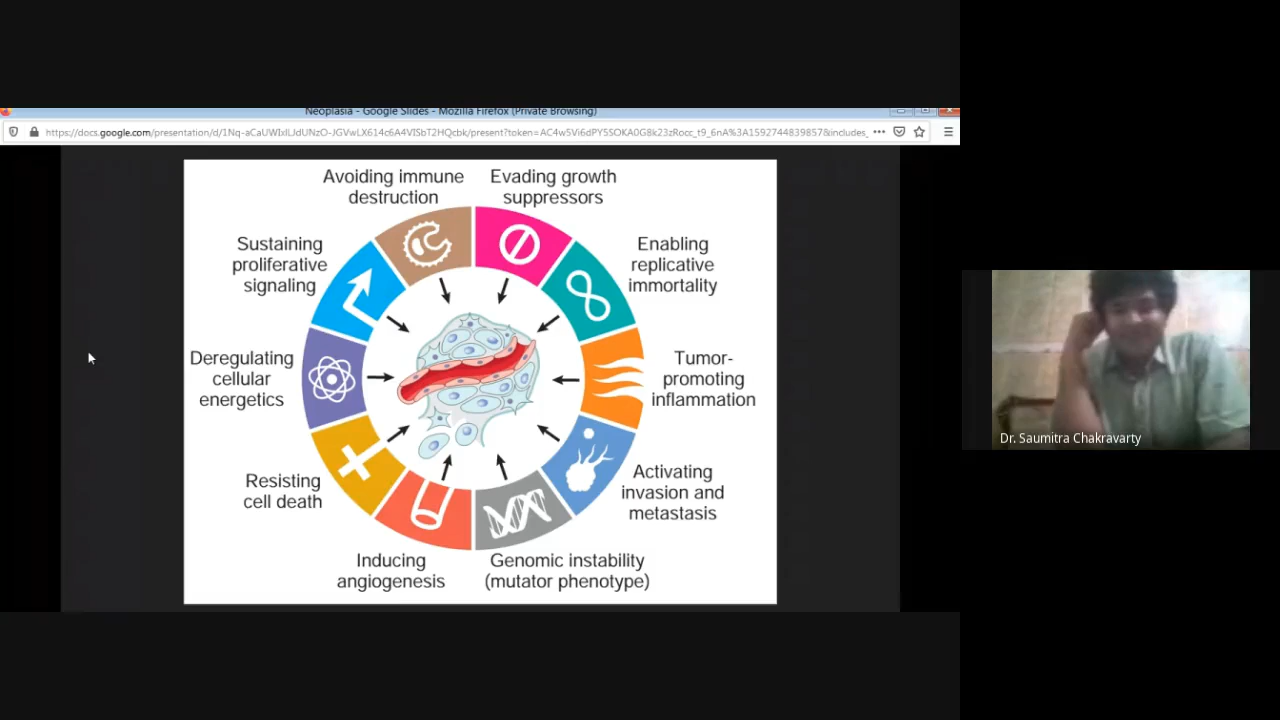 Neoplasia - Google Slides - Mozilla Firefox (Private Browsing)
Avoiding immune
destruction
Evading growth
suppressors
Sustaining
proliferative
signaling
Enabling
replicative
immortality
Deregulating
cellular
energetics
Tumor-
promoting
inflammation
Resisting
cell death
Activating
invasion and
metastasis
Inducing
angiogenesis
Genomic instability
(mutator phenotype)
Dr. Saumitra Chakravarty